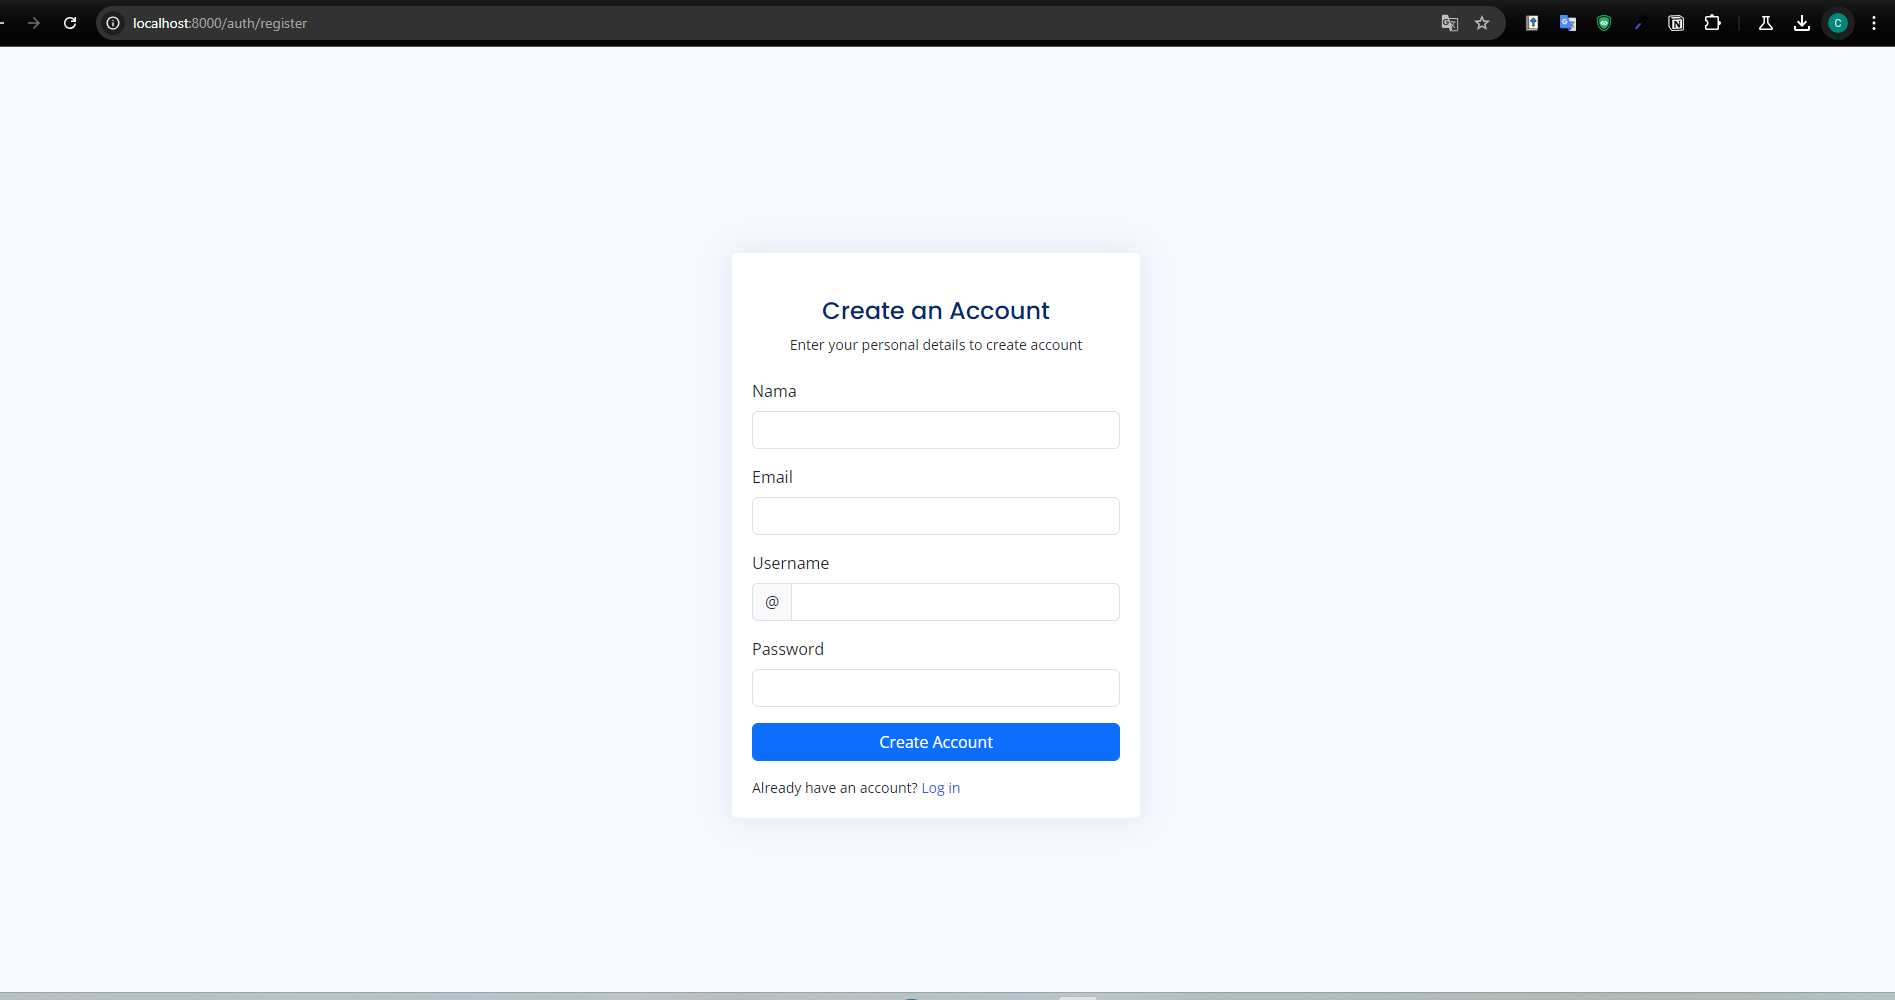 localhost:8000/auth/register
C
Create an Account
Enter your personal details to create account
Nama
Email
Username
@
Password
Create Account
Already have an account? Log in